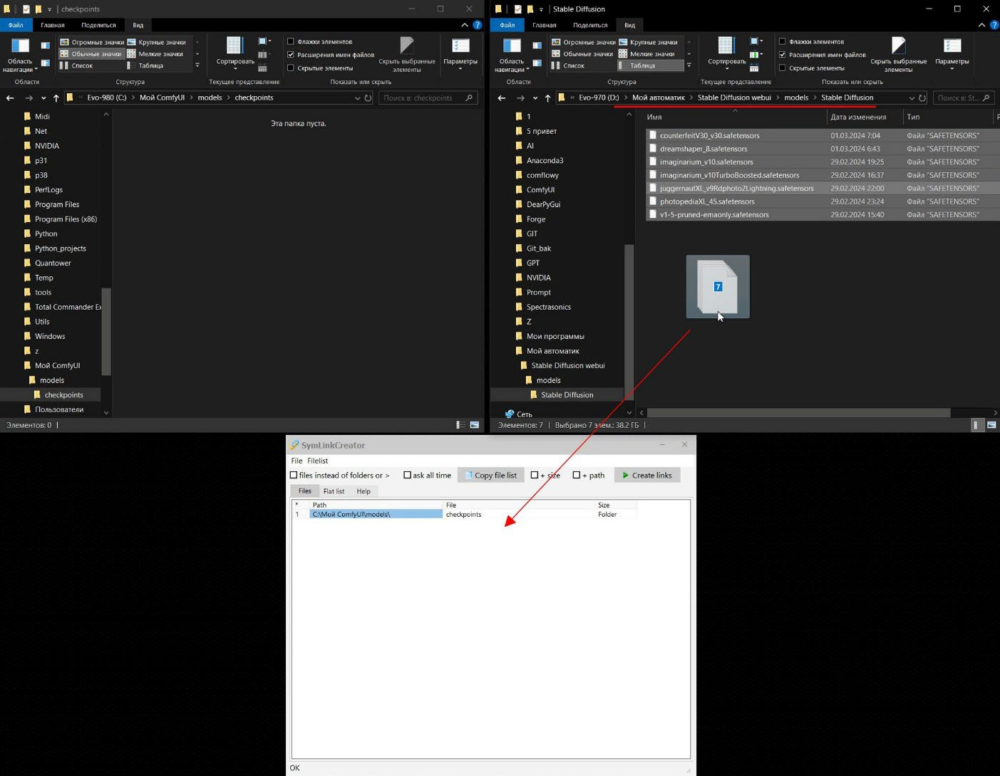 checkpoints
Файл Главная Поделиться Вид
Огромные значки Крупные значки
Обычные значки Мелкие значки
Список Таблица
Область навигации
Сортировать
Флажки элементов
Расширения имен файлов
Скрытые элементы
Скрыть выбранные элементы
Параметры
Области Структура Текущее представление Показать или скрыть
Evo-980 (C:) Мой ComfyUI models checkpoints
Поиск в: checkpoints
Midi
Net
NVIDIA
p31
p38
PerfLogs
Program Files
Program Files (x86)
Python
Python_projects
Quantower
Temp
tools
Total Commander Ex
Utils
Windows
z
Мой ComfyUI
models
checkpoints
Пользователи
Эта папка пуста.
Элементов: 0
Stable Diffusion
Файл Главная Поделиться Вид
Огромные значки Крупные значки
Обычные значки Мелкие значки
Список Таблица
Область навигации
Сортировать
Флажки элементов
Расширения имен файлов
Скрытые элементы
Скрыть выбранные элементы
Параметры
Области Структура Текущее представление Показать или скрыть
Evo-970 (D:) Мой автоматик Stable Diffusion webui models Stable Diffusion
Поиск в: St...
1
5 привет
AI
Anaconda3
comflowy
ComfyUI
DearPyGui
Forge
GIT
Git_bak
GPT
NVIDIA
Prompt
Spectrasonics
Z
Мои программы
Мой автоматик
Stable Diffusion webui
models
Stable Diffusion
Сеть
Имя Дата изменения Тип
counterfeitV30_v30.safetensors 01.03.2024 7:04 Файл "SAFETENSORS"
dreamshaper_8.safetensors 01.03.2024 6:43 Файл "SAFETENSORS"
imaginarium_v10.safetensors 29.02.2024 19:25 Файл "SAFETENSORS"
imaginarium_v10TurboBoosted.safetensors 29.02.2024 16:37 Файл "SAFETENSORS"
juggernautXL_v9Rdphoto2Lightning.safetensors 29.02.2024 22:00 Файл "SAFETENSORS"
photopediaXL_45.safetensors 29.02.2024 23:24 Файл "SAFETENSORS"
v1-5-pruned-emaonly.safetensors 29.02.2024 15:40 Файл "SAFETENSORS"
7
Элементов: 7 Выбрано 7 элем.: 38.2 ГБ
SymLinkCreator
File Filelist
files instead of folders or > ask all time Copy file list + size + path Create links
Files Flat list Help
* Path File Size
1 C:\Мой ComfyUI\models\ checkpoints Folder
OK